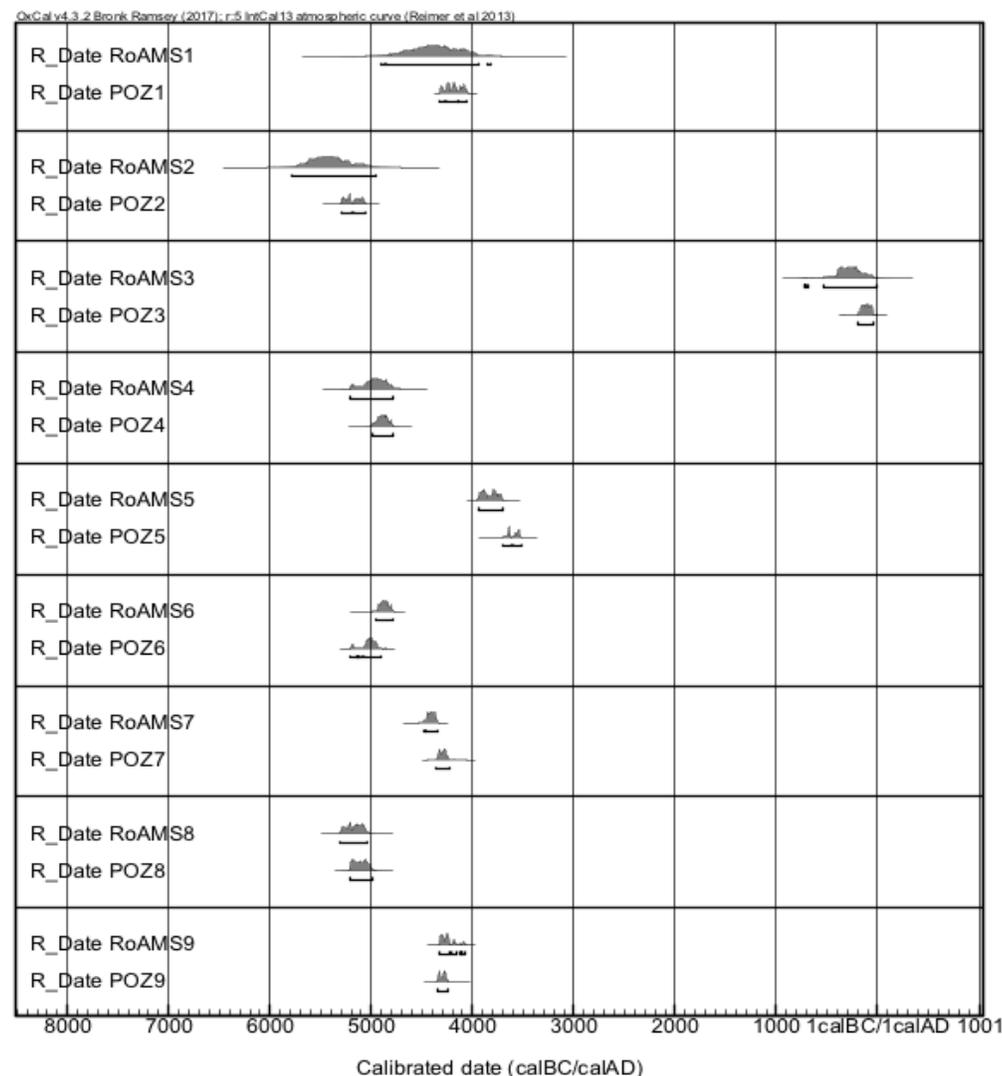 OxCal v4.3.2 Bronk Ramsey (2017); r:5 IntCal13 atmospheric curve (Reimer et al 2013)
R_Date RoAMS1
R_Date POZ1
R_Date RoAMS2
R_Date POZ2
R_Date RoAMS3
R_Date POZ3
R_Date RoAMS4
R_Date POZ4
R_Date RoAMS5
R_Date POZ5
R_Date RoAMS6
R_Date POZ6
R_Date RoAMS7
R_Date POZ7
R_Date RoAMS8
R_Date POZ8
R_Date RoAMS9
R_Date POZ9
8000 7000 6000 5000 4000 3000 2000 1000 1calBC/1calAD 1001
Calibrated date (calBC/calAD)